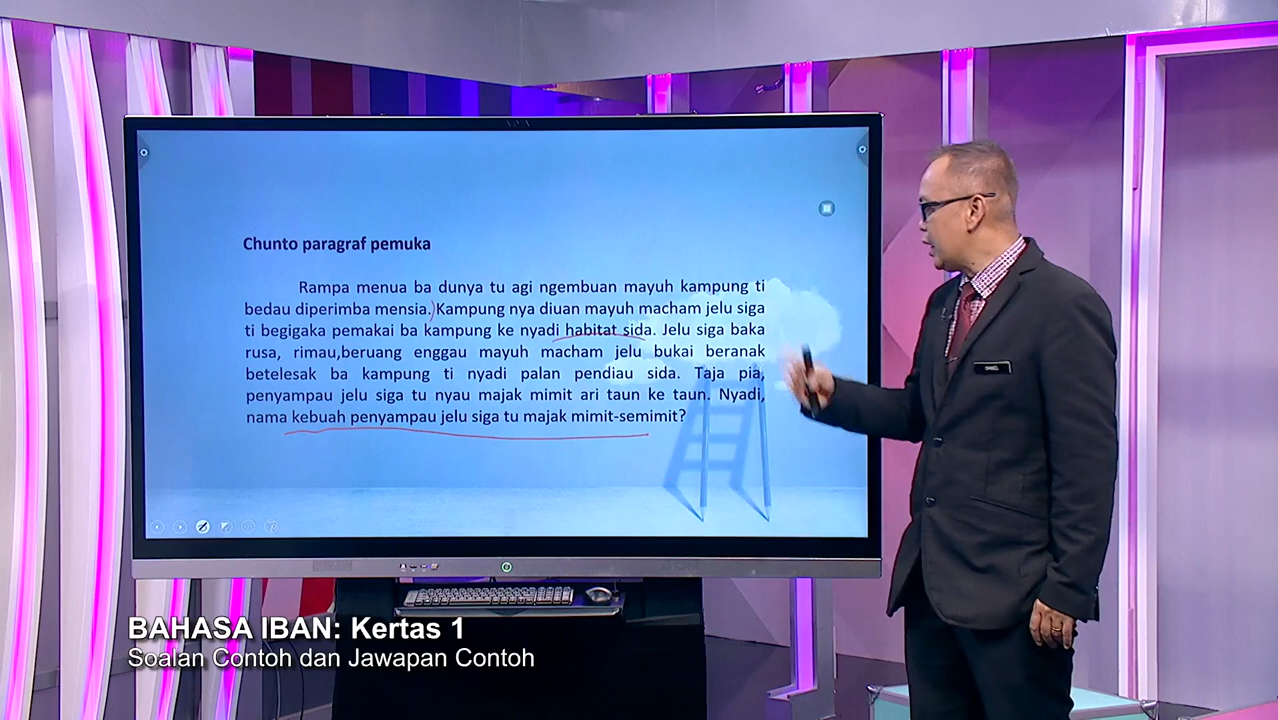 Chunto paragraf pemuka
Rampa menua ba dunya tu agi ngembuan mayuh kampung ti
bedau diperimba mensia. Kampung nya diuan mayuh macham jelu siga
ti begigaka pemakai ba kampung ke nyadi habitat sida. Jelu siga baka
rusa, rimau,beruang enggau mayuh macham jelu bukai beranak
betelesak ba kampung ti nyadi palan pendiau sida. Taja pia,
penyampau jelu siga tu nyau majak mimit ari taun ke taun. Nyadi,
nama kebuah penyampau jelu siga tu majak mimit-semimit?
BAHASA IBAN: Kertas 1
Soalan Contoh dan Jawapan Contoh